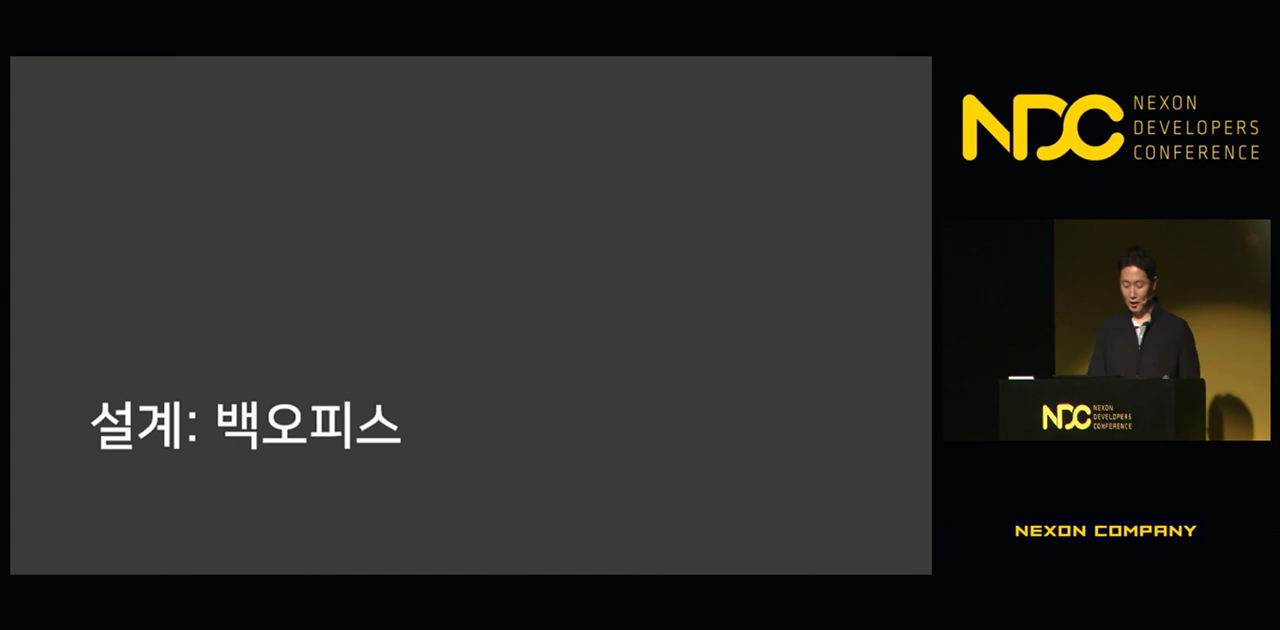 설계: 백오피스
NDC
NEXON
DEVELOPERS
CONFERENCE
NDC
NEXON
DEVELOPERS
CONFERENCE
NEXON COMPANY